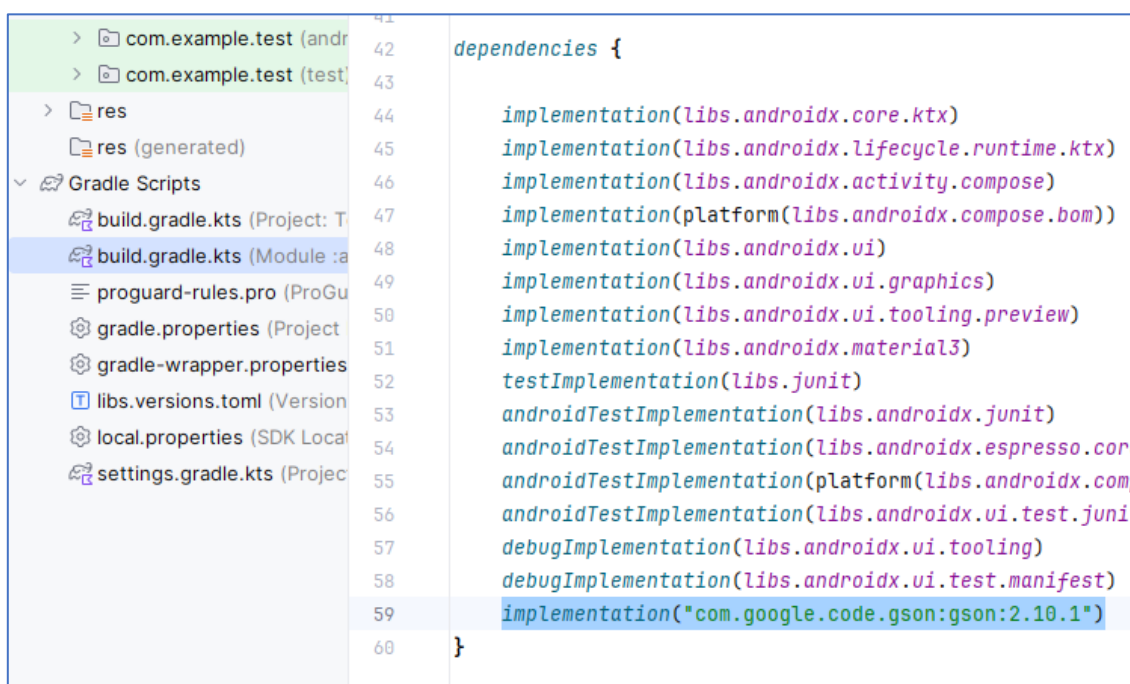 com.example.test (andr
com.example.test (test)
res
res (generated)
Gradle Scripts
build.gradle.kts (Project: T
build.gradle.kts (Module :a
proguard-rules.pro (ProGu
gradle.properties (Project
gradle-wrapper.properties
libs.versions.toml (Version
local.properties (SDK Locat
settings.gradle.kts (Projec
41
42 dependencies {
43
44 implementation(libs.androidx.core.ktx)
45 implementation(libs.androidx.lifecycle.runtime.ktx)
46 implementation(libs.androidx.activity.compose)
47 implementation(platform(libs.androidx.compose.bom))
48 implementation(libs.androidx.ui)
49 implementation(libs.androidx.ui.graphics)
50 implementation(libs.androidx.ui.tooling.preview)
51 implementation(libs.androidx.material3)
52 testImplementation(libs.junit)
53 androidTestImplementation(libs.androidx.junit)
54 androidTestImplementation(libs.androidx.espresso.cor
55 androidTestImplementation(platform(libs.androidx.com
56 androidTestImplementation(libs.androidx.ui.test.juni
57 debugImplementation(libs.androidx.ui.tooling)
58 debugImplementation(libs.androidx.ui.test.manifest)
59 implementation("com.google.code.gson:gson:2.10.1")
60 }